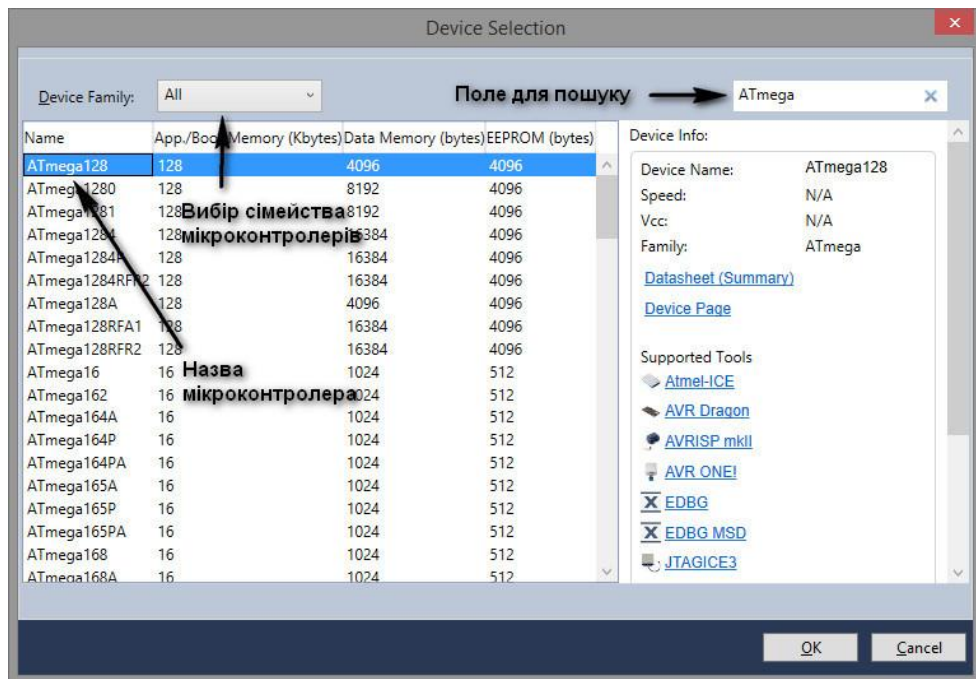 Device Selection
Device Family: All Поле для пошуку ATmega
Name App./Boot Memory (Kbytes) Data Memory (bytes) EEPROM (bytes)
ATmega128 128 4096 4096
ATmega1280 128 8192 4096
ATmega1281 128 8192 4096
Вибір сімейства
ATmega1284 128 16384 4096
мікроконтролерів
ATmega1284P 128 16384 4096
ATmega1284RFR2 128 16384 4096
ATmega128A 128 4096 4096
ATmega128RFA1 128 16384 4096
ATmega128RFR2 128 16384 4096
ATmega16 16 1024 512
Назва
ATmega162 16 1024 512
мікроконтролера
ATmega164A 16 1024 512
ATmega164P 16 1024 512
ATmega164PA 16 1024 512
ATmega165A 16 1024 512
ATmega165P 16 1024 512
ATmega165PA 16 1024 512
ATmega168 16 1024 512
ATmega168A 16 1024 512
Device Info:
Device Name: ATmega128
Speed: N/A
Vcc: N/A
Family: ATmega
Datasheet (Summary)
Device Page
Supported Tools
Atmel-ICE
AVR Dragon
AVRISP mkII
AVR ONE!
EDBG
EDBG MSD
JTAGICE3
OK Cancel